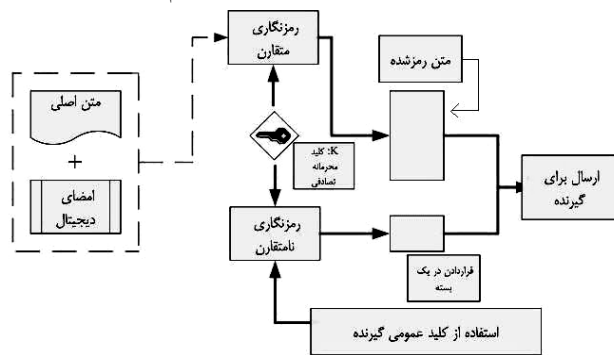 رمزنگاری
متقارن
متن رمزشده
متن اصلی
+
K: کلید
محرمانه
تصادفی
امضای
دیجیتال
ارسال برای
گیرنده
رمزنگاری
نامتقارن
قراردادن در یک
بسته
استفاده از کلید عمومی گیرنده